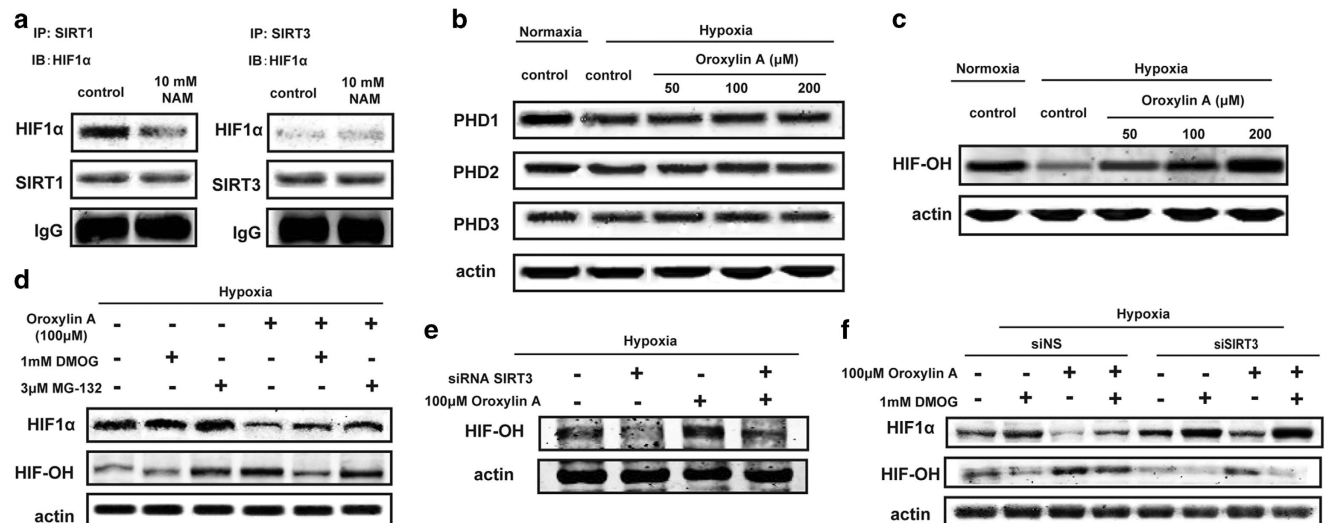 a
IP: SIRT1
IP: SIRT3
IB:HIF1α
IB:HIF1α
control
10 mM
NAM
control
10 mM
NAM
HIF1α
HIF1α
SIRT1
SIRT3
IgG
IgG
b
Normaxia
Hypoxia
Oroxylin A (μM)
control
control
50
100
200
PHD1
PHD2
PHD3
actin
c
Normoxia
Hypoxia
Oroxylin A (μM)
control
control
50
100
200
HIF-OH
actin
d
Hypoxia
Oroxylin A
(100μM)
- - - + + +
1mM DMOG - + - - + -
3μM MG-132 - - + - - +
HIF1α
HIF-OH
actin
e
Hypoxia
siRNA SIRT3 - + - +
100μM Oroxylin A - - + +
HIF-OH
actin
f
Hypoxia
siNS
siSIRT3
100μM Oroxylin A - - + + - - + +
1mM DMOG - + - + - + - +
HIF1α
HIF-OH
actin